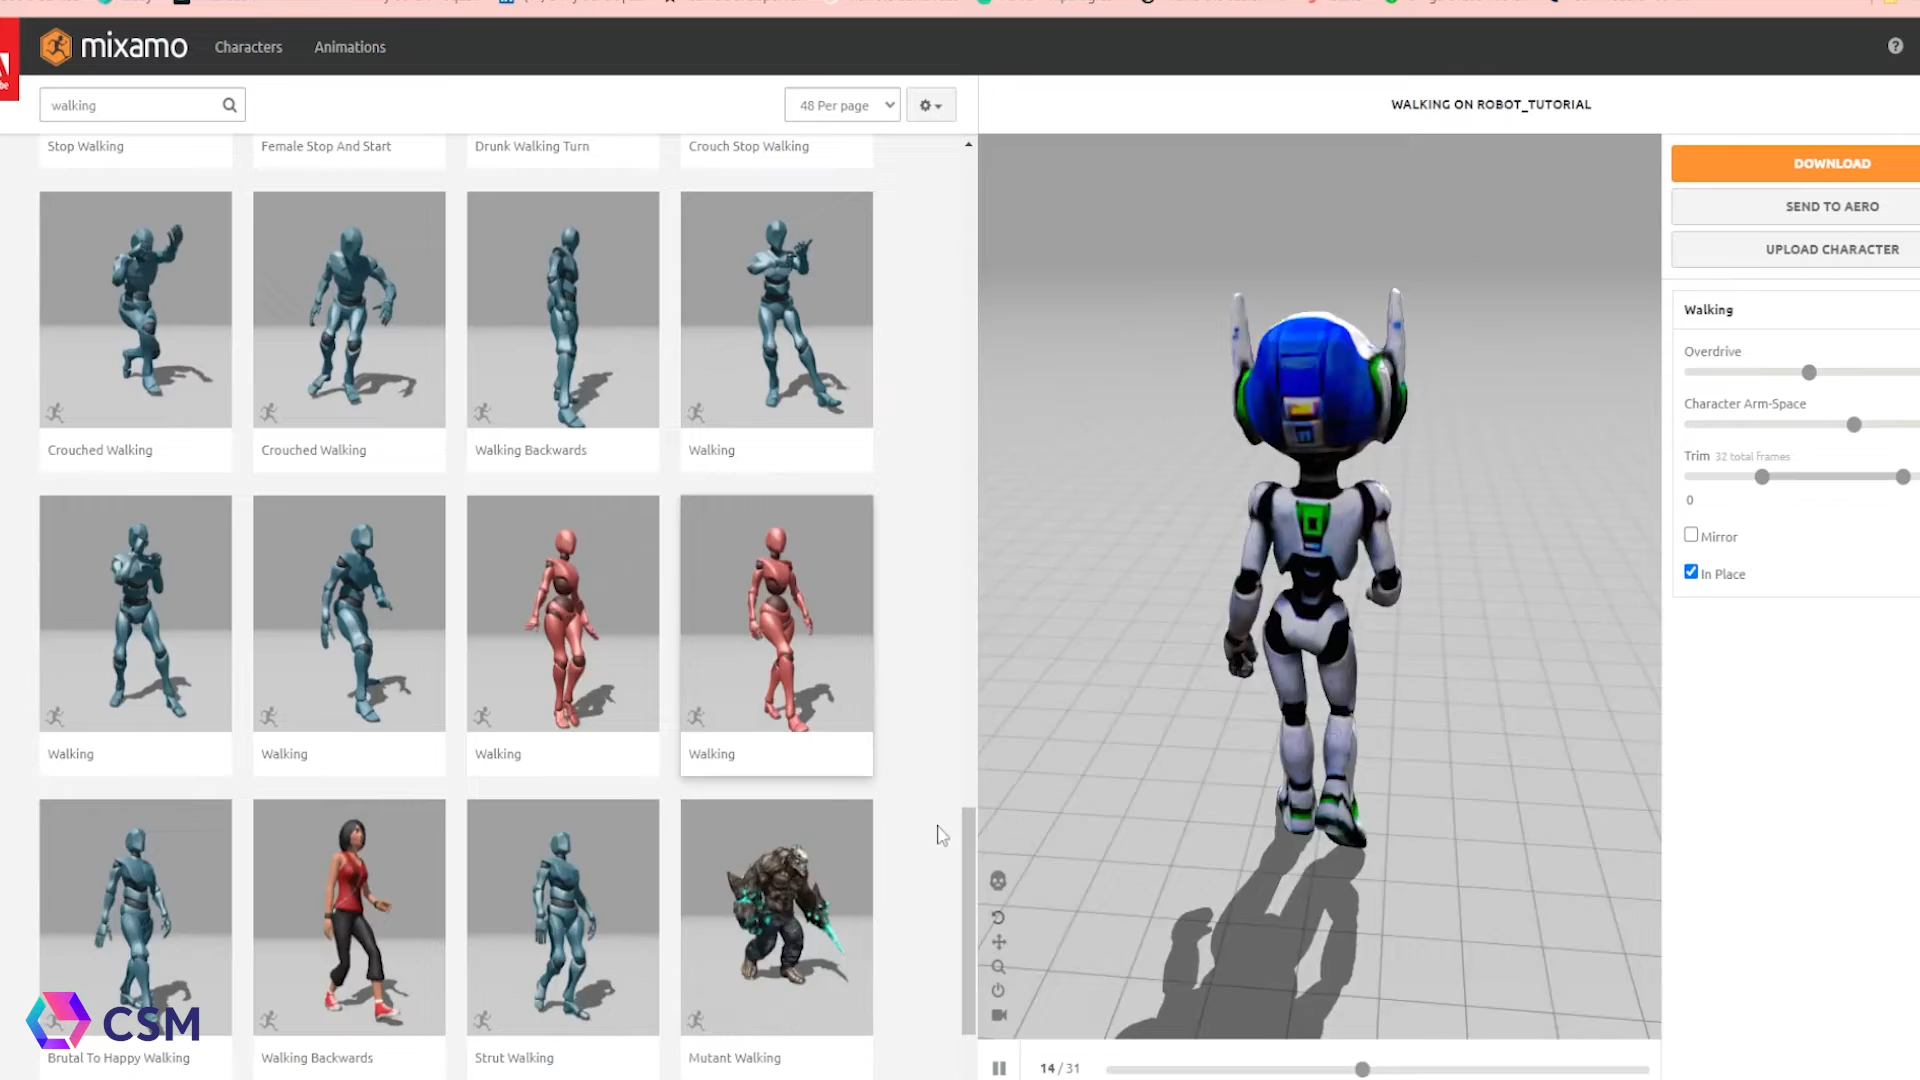 mixamo
Characters
Animations
walking
48 Per page
WALKING ON ROBOT_TUTORIAL
Stop Walking
Female Stop And Start
Drunk Walking Turn
Crouch Stop Walking
DOWNLOAD
SEND TO AERO
UPLOAD CHARACTER
Walking
Overdrive
Character Arm-Space
Trim 32 total frames
0
Mirror
In Place
Crouched Walking
Crouched Walking
Walking Backwards
Walking
Walking
Walking
Walking
Walking
CSM
Brutal To Happy Walking
Walking Backwards
Strut Walking
Mutant Walking
14 / 31